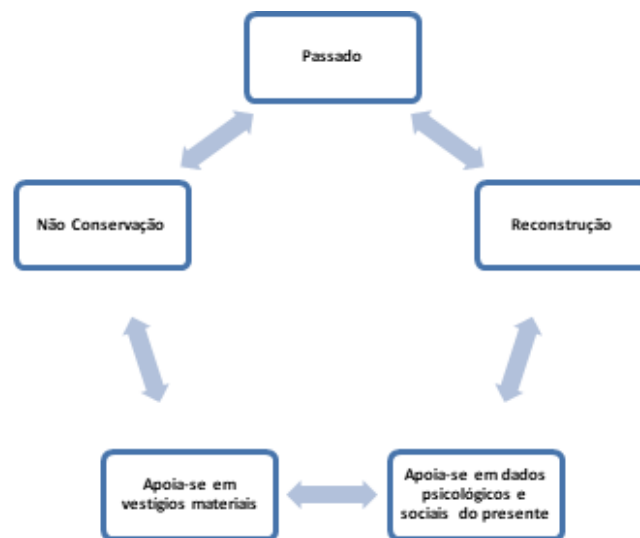 Passado
Não Conservação
Reconstrução
Apoia-se em
vestígios materiais
Apoia-se em dados
psicológicos e
sociais do presente